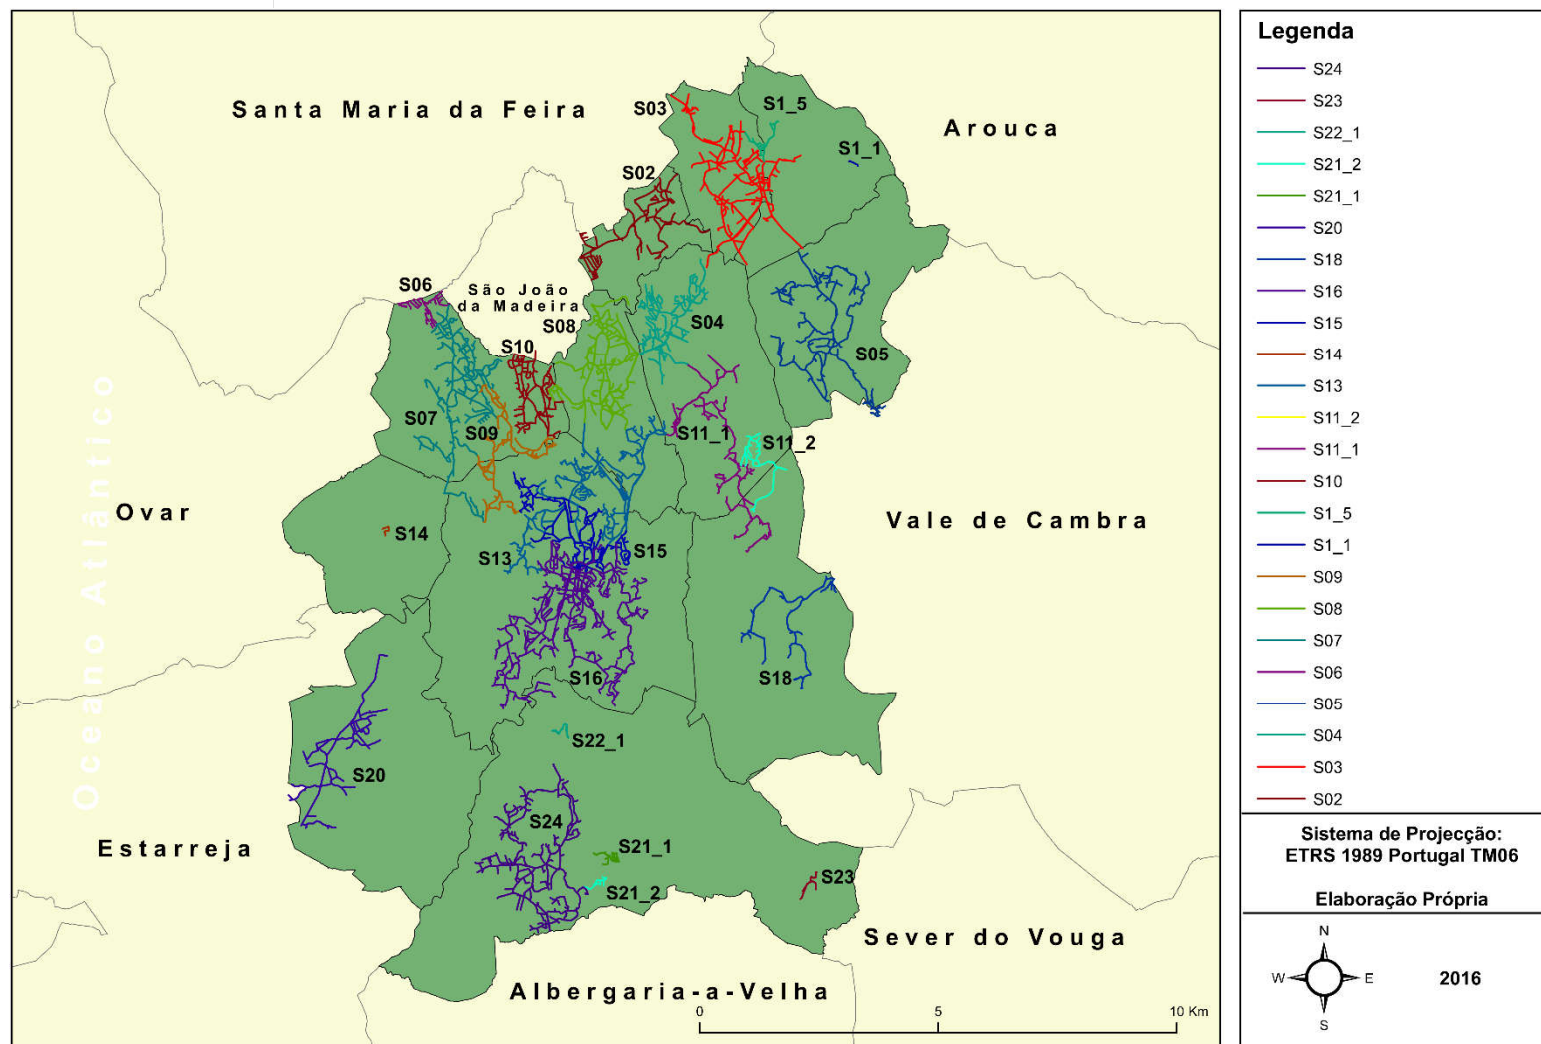 Santa Maria da Feira
S03
S1_5
Arouca
S1_1
S02
S06
São João
da Madeira
S08
S04
S10
S05
S07
S09
S11_1
S11_2
Ovar
S14
Vale de Cambra
S13
S15
Oceano Atlântico
S16
S18
S22_1
S20
S24
Estarreja
S21_1
S21_2
S23
Sever do Vouga
Albergaria-a-Velha
0 5 10 Km
Legenda
S24
S23
S22_1
S21_2
S21_1
S20
S18
S16
S15
S14
S13
S11_2
S11_1
S10
S1_5
S1_1
S09
S08
S07
S06
S05
S04
S03
S02
Sistema de Projecção:
ETRS 1989 Portugal TM06
Elaboração Própria
N
W E
S
2016